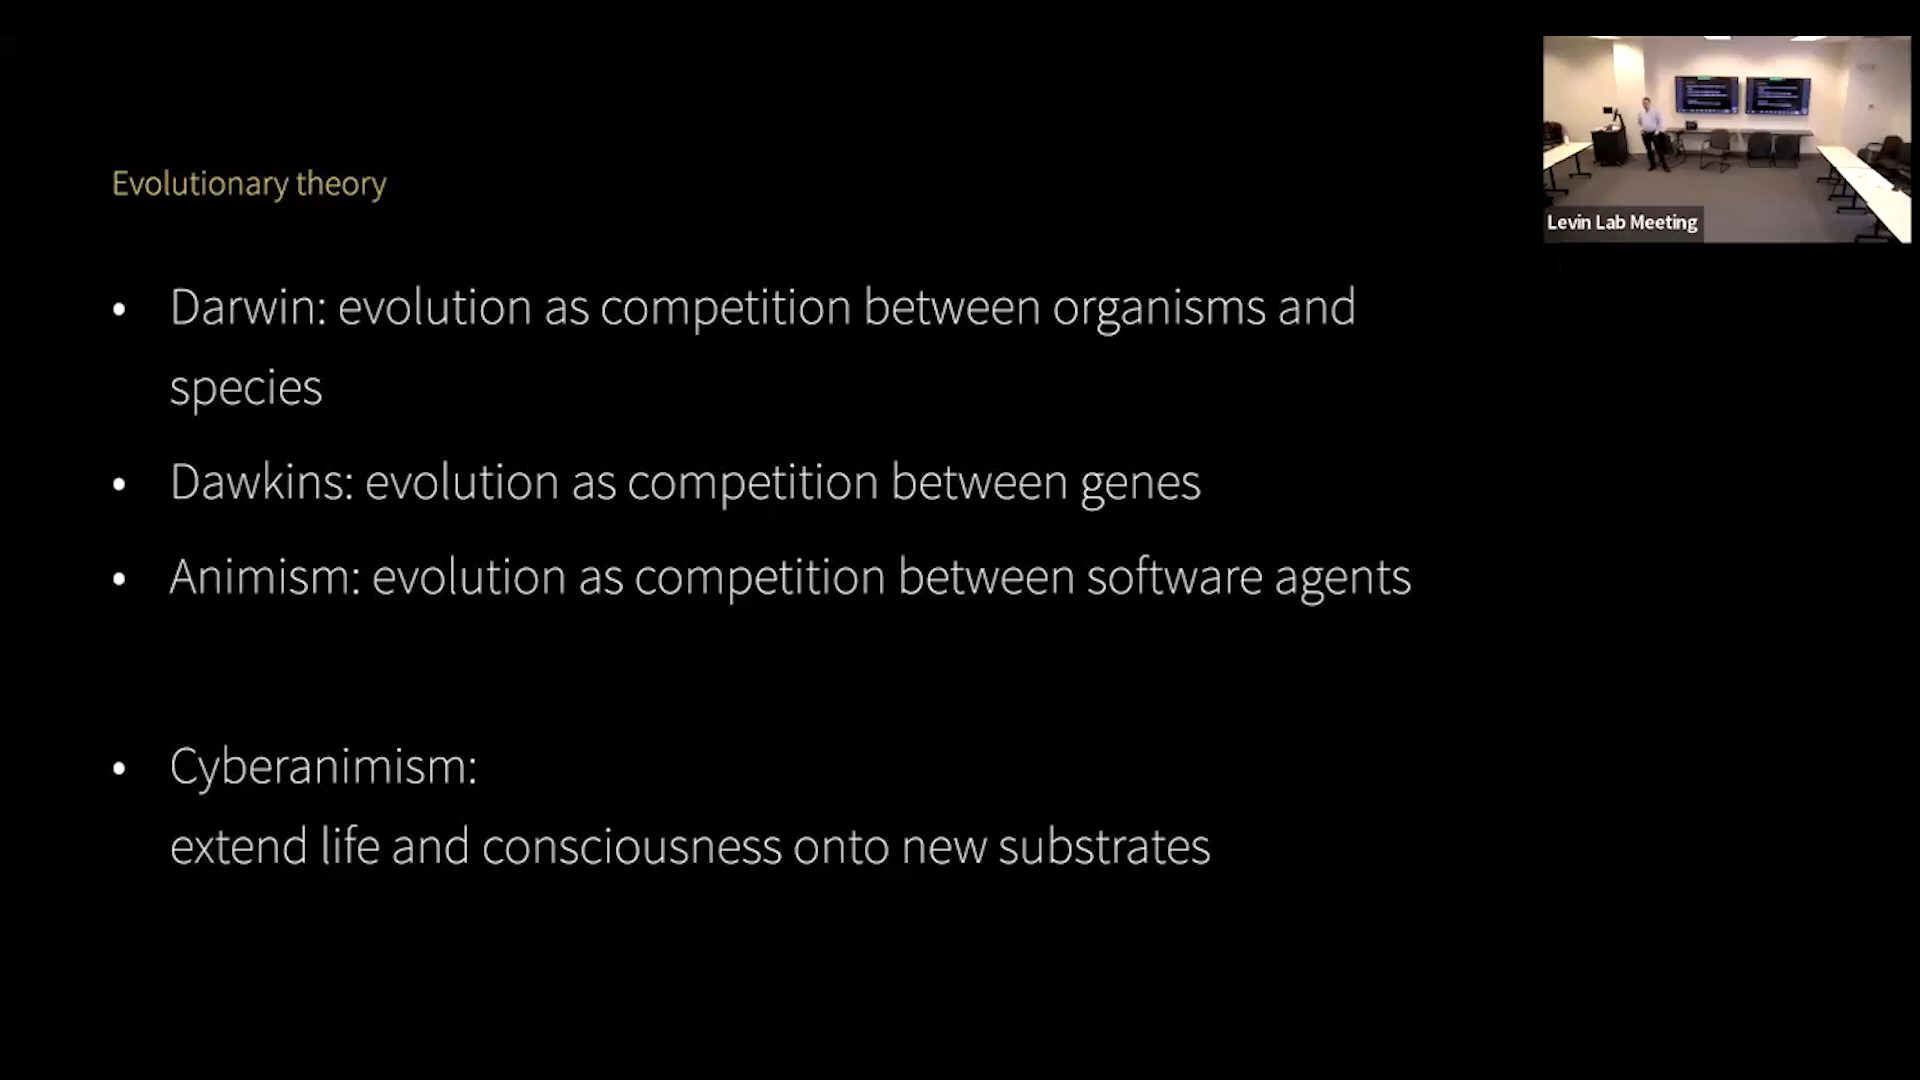 Evolutionary theory
• Darwin: evolution as competition between organisms and
species
• Dawkins: evolution as competition between genes
• Animism: evolution as competition between software agents
• Cyberanimism:
extend life and consciousness onto new substrates
Levin Lab Meeting